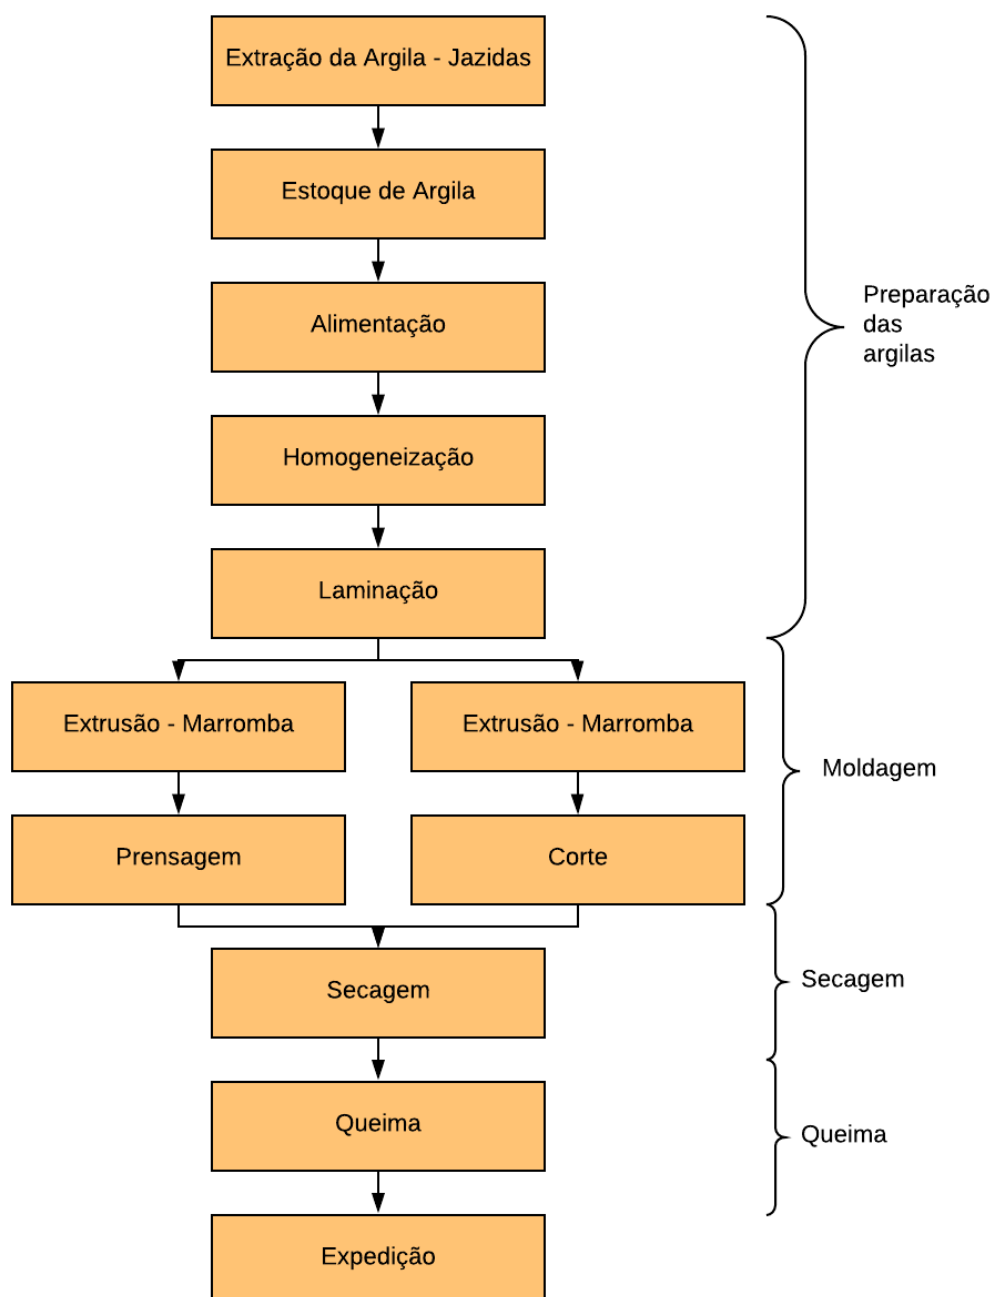 Extração da Argila - Jazidas
Estoque de Argila
Alimentação
Homogeneização
Laminação
Preparação
das
argilas
Extrusão - Marromba
Extrusão - Marromba
Prensagem
Corte
Moldagem
Secagem
Secagem
Queima
Queima
Expedição